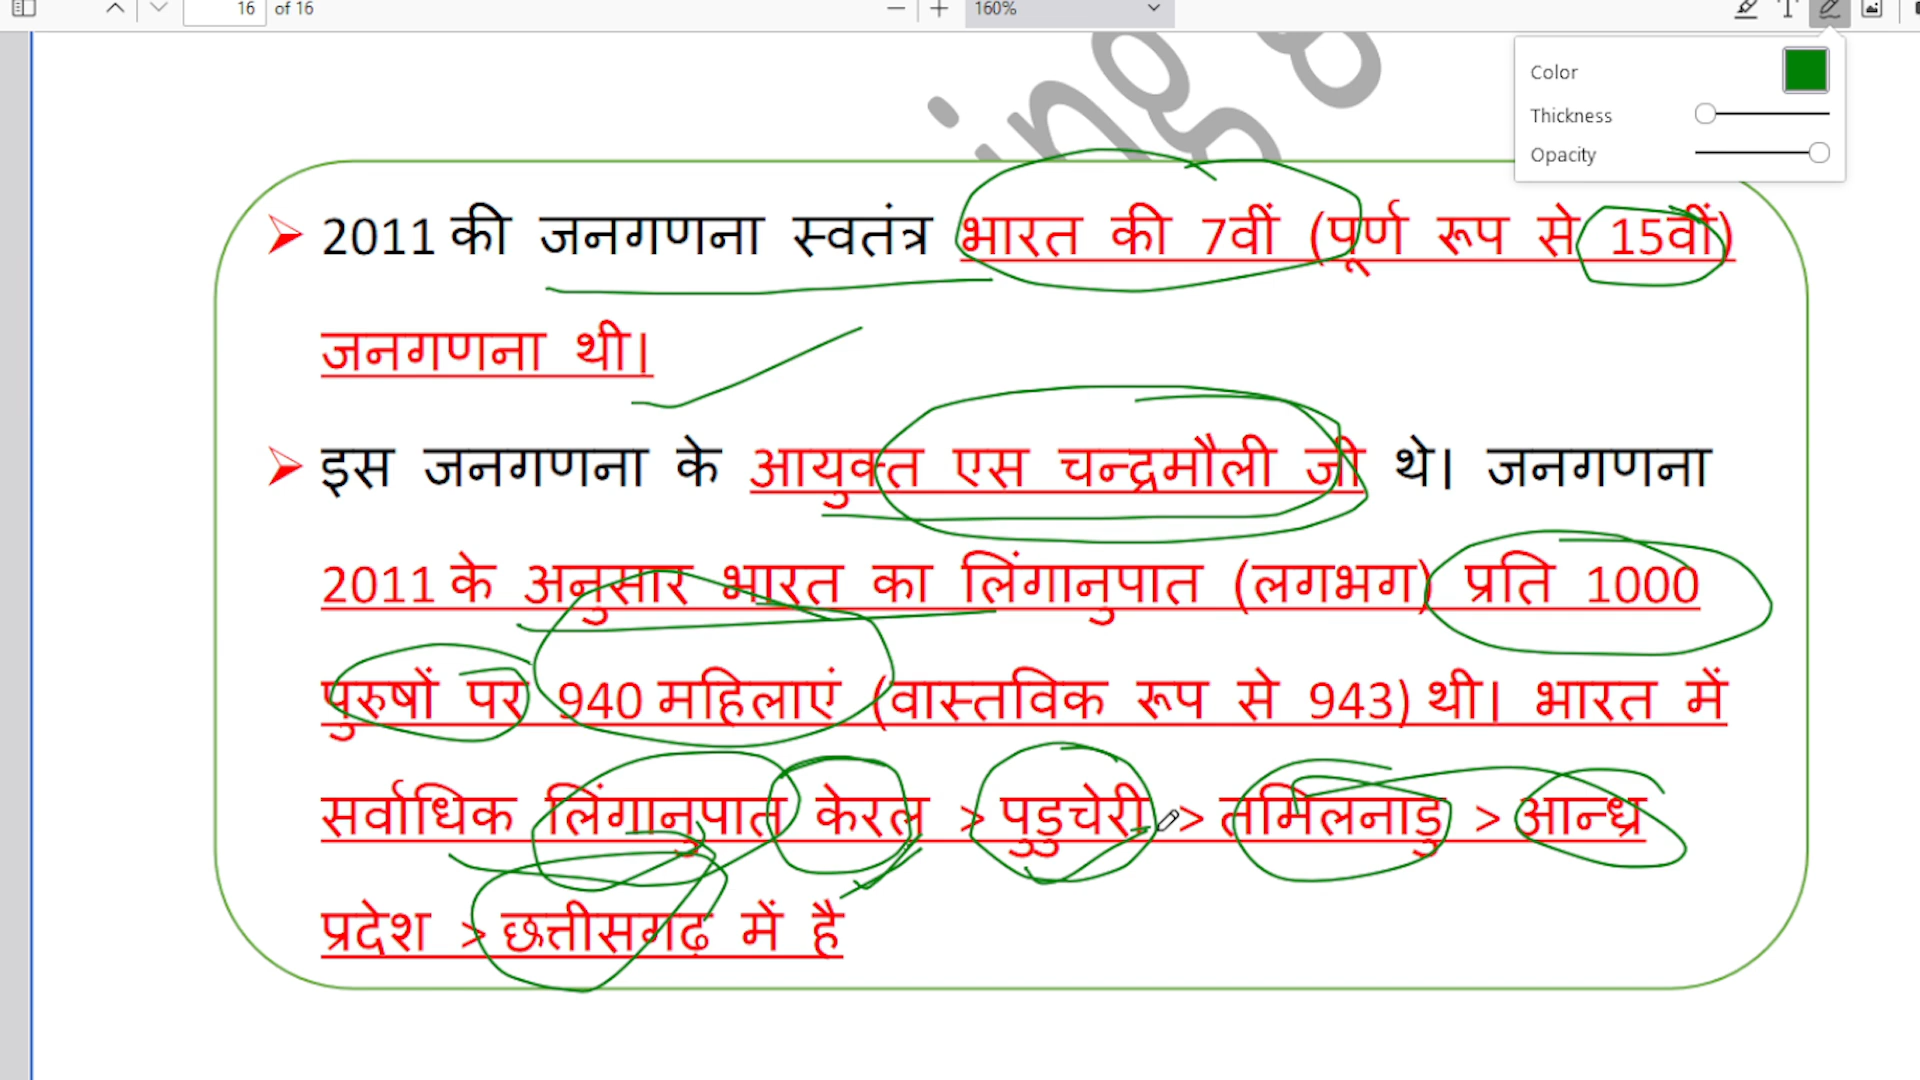 16 of 16 160%
Color
Thickness
Opacity
ing g
➢ 2011 की जनगणना स्वतंत्र भारत की 7वीं (पूर्ण रूप से 15वीं)
जनगणना थी।
➢ इस जनगणना के आयुक्त एस चन्द्रमौली जी थे। जनगणना
2011 के अनुसार भारत का लिंगानुपात (लगभग) प्रति 1000
पुरुषों पर 940 महिलाएं (वास्तविक रूप से 943) थी। भारत में
सर्वाधिक लिंगानुपात केरल > पुडुचेरी > तमिलनाडु > आन्ध्र
प्रदेश > छत्तीसगढ़ में है